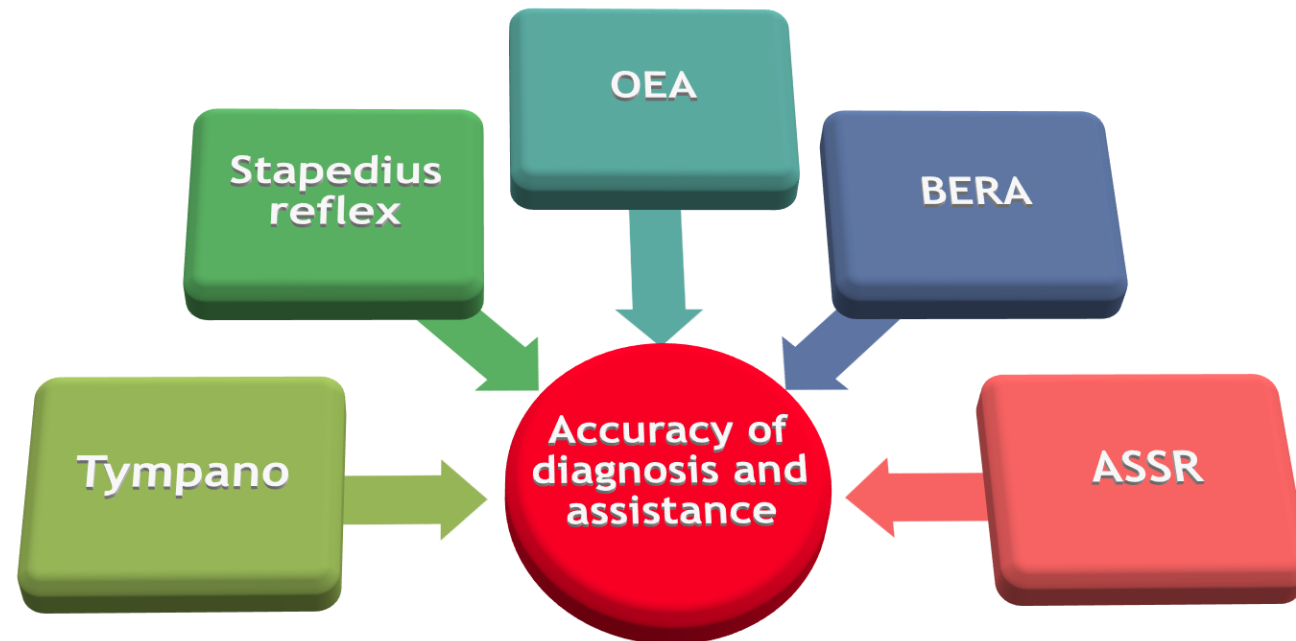 OEA
Stapedius
reflex
BERA
Tympano
Accuracy of
diagnosis and
assistance
ASSR